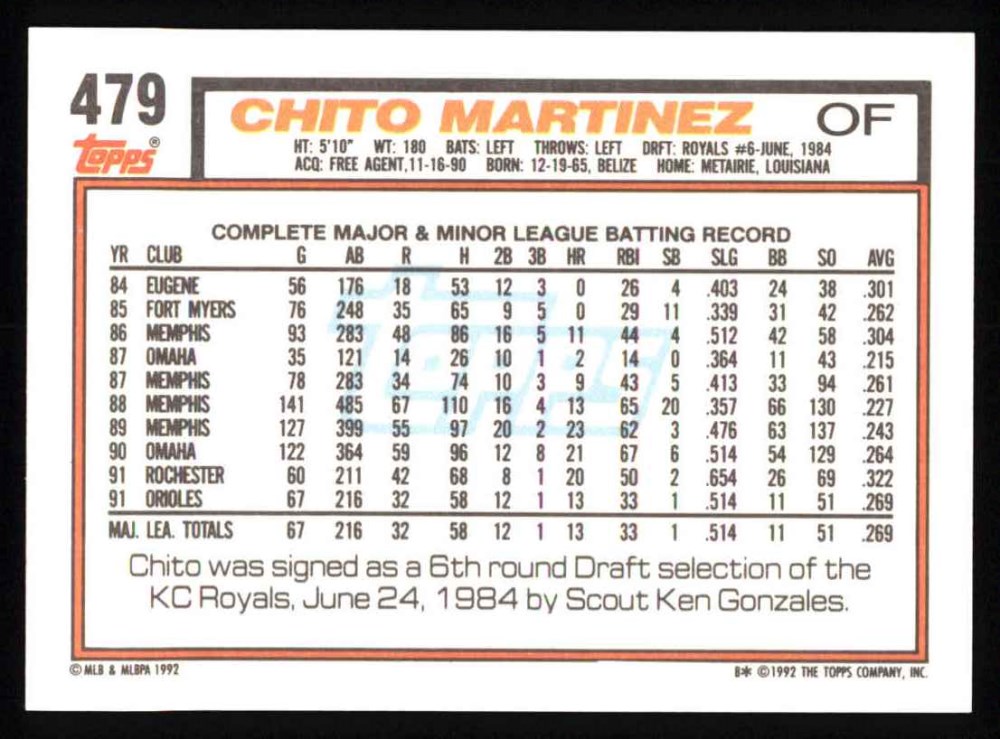 479
Topps®
CHITO MARTINEZ OF
HT: 5'10" WT: 180 BATS: LEFT THROWS: LEFT DRFT: ROYALS #6-JUNE, 1984
ACQ: FREE AGENT,11-16-90 BORN: 12-19-65, BELIZE HOME: METAIRIE, LOUISIANA
COMPLETE MAJOR & MINOR LEAGUE BATTING RECORD
YR CLUB G AB R H 2B 3B HR RBI SB SLG BB SO AVG
84 EUGENE 56 176 18 53 12 3 0 26 4 .403 24 38 .301
85 FORT MYERS 76 248 35 65 9 5 0 29 11 .339 31 42 .262
86 MEMPHIS 93 283 48 86 16 5 11 44 4 .512 42 58 .304
87 OMAHA 35 121 14 26 10 1 2 14 0 .364 11 43 .215
87 MEMPHIS 78 283 34 74 10 3 9 43 5 .413 33 94 .261
88 MEMPHIS 141 485 67 110 16 4 13 65 20 .357 66 130 .227
89 MEMPHIS 127 399 55 97 20 2 23 62 3 .476 63 137 .243
90 OMAHA 122 364 59 96 12 8 21 67 6 .514 54 129 .264
91 ROCHESTER 60 211 42 68 8 1 20 50 2 .654 26 69 .322
91 ORIOLES 67 216 32 58 12 1 13 33 1 .514 11 51 .269
MAJ. LEA. TOTALS 67 216 32 58 12 1 13 33 1 .514 11 51 .269
Topps
Chito was signed as a 6th round Draft selection of the
KC Royals, June 24, 1984 by Scout Ken Gonzales.
© MLB & MLBPA 1992
B* ©1992 THE TOPPS COMPANY, INC.